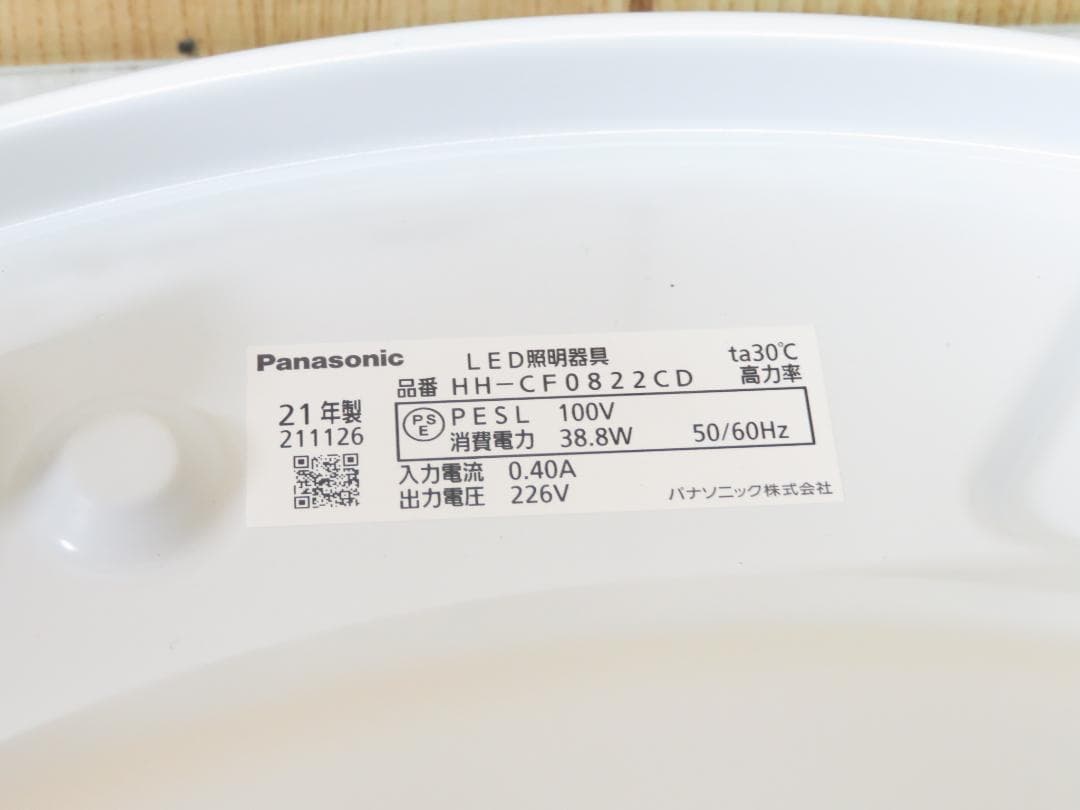 Panasonic LED照明器具 ta30℃
品番 HH-CF0822CD 高力率
21年製
211126
PSE PESL 100V
消費電力 38.8W 50/60Hz
入力電流 0.40A
出力電圧 226V
パナソニック株式会社